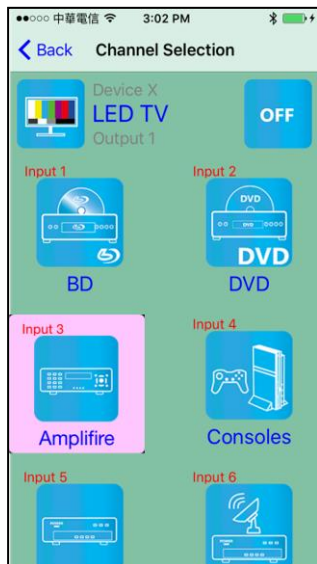 中華電信 3:02 PM
Back Channel Selection
Device X
LED TV
Output 1
OFF
Input 1 Input 2
DVD
DVD
BD DVD
Input 3 Input 4
Amplifire Consoles
Input 5 Input 6